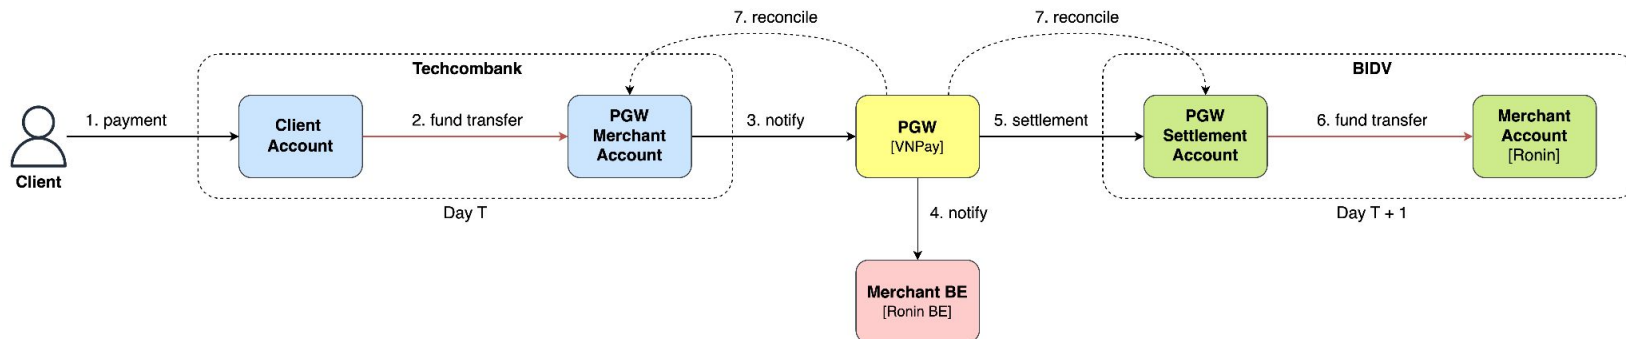 7. reconcile
7. reconcile
Techcombank
BIDV
1. payment
Client
Account
2. fund transfer
PGW
Merchant
Account
3. notify
PGW
[VNPay]
5. settlement
PGW
Settlement
Account
6. fund transfer
Merchant
Account
[Ronin]
Client
Day T
4. notify
Day T + 1
Merchant BE
[Ronin BE]